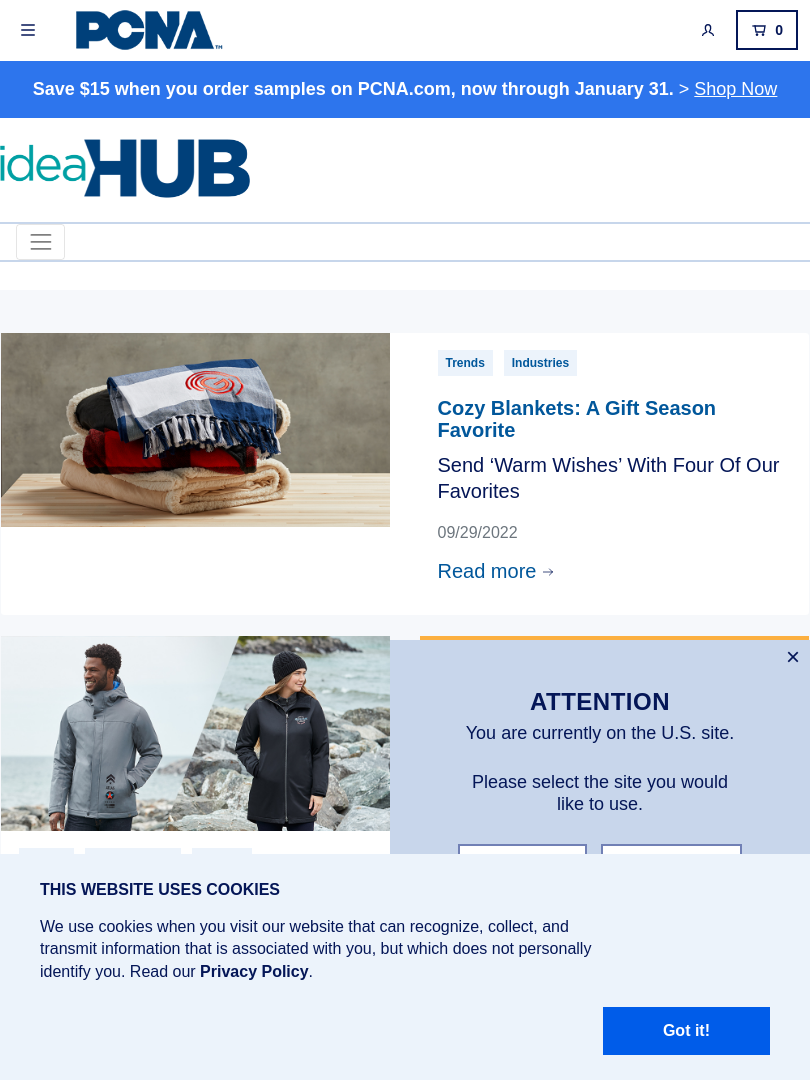 PCNA™
0
Save $15 when you order samples on PCNA.com, now through January 31. > Shop Now
ideaHUB
Trends Industries
Cozy Blankets: A Gift Season
Favorite
Send ‘Warm Wishes’ With Four Of Our
Favorites
09/29/2022
Read more
ATTENTION
You are currently on the U.S. site.
Please select the site you would
like to use.
THIS WEBSITE USES COOKIES
We use cookies when you visit our website that can recognize, collect, and
transmit information that is associated with you, but which does not personally
identify you. Read our Privacy Policy.
Got it!